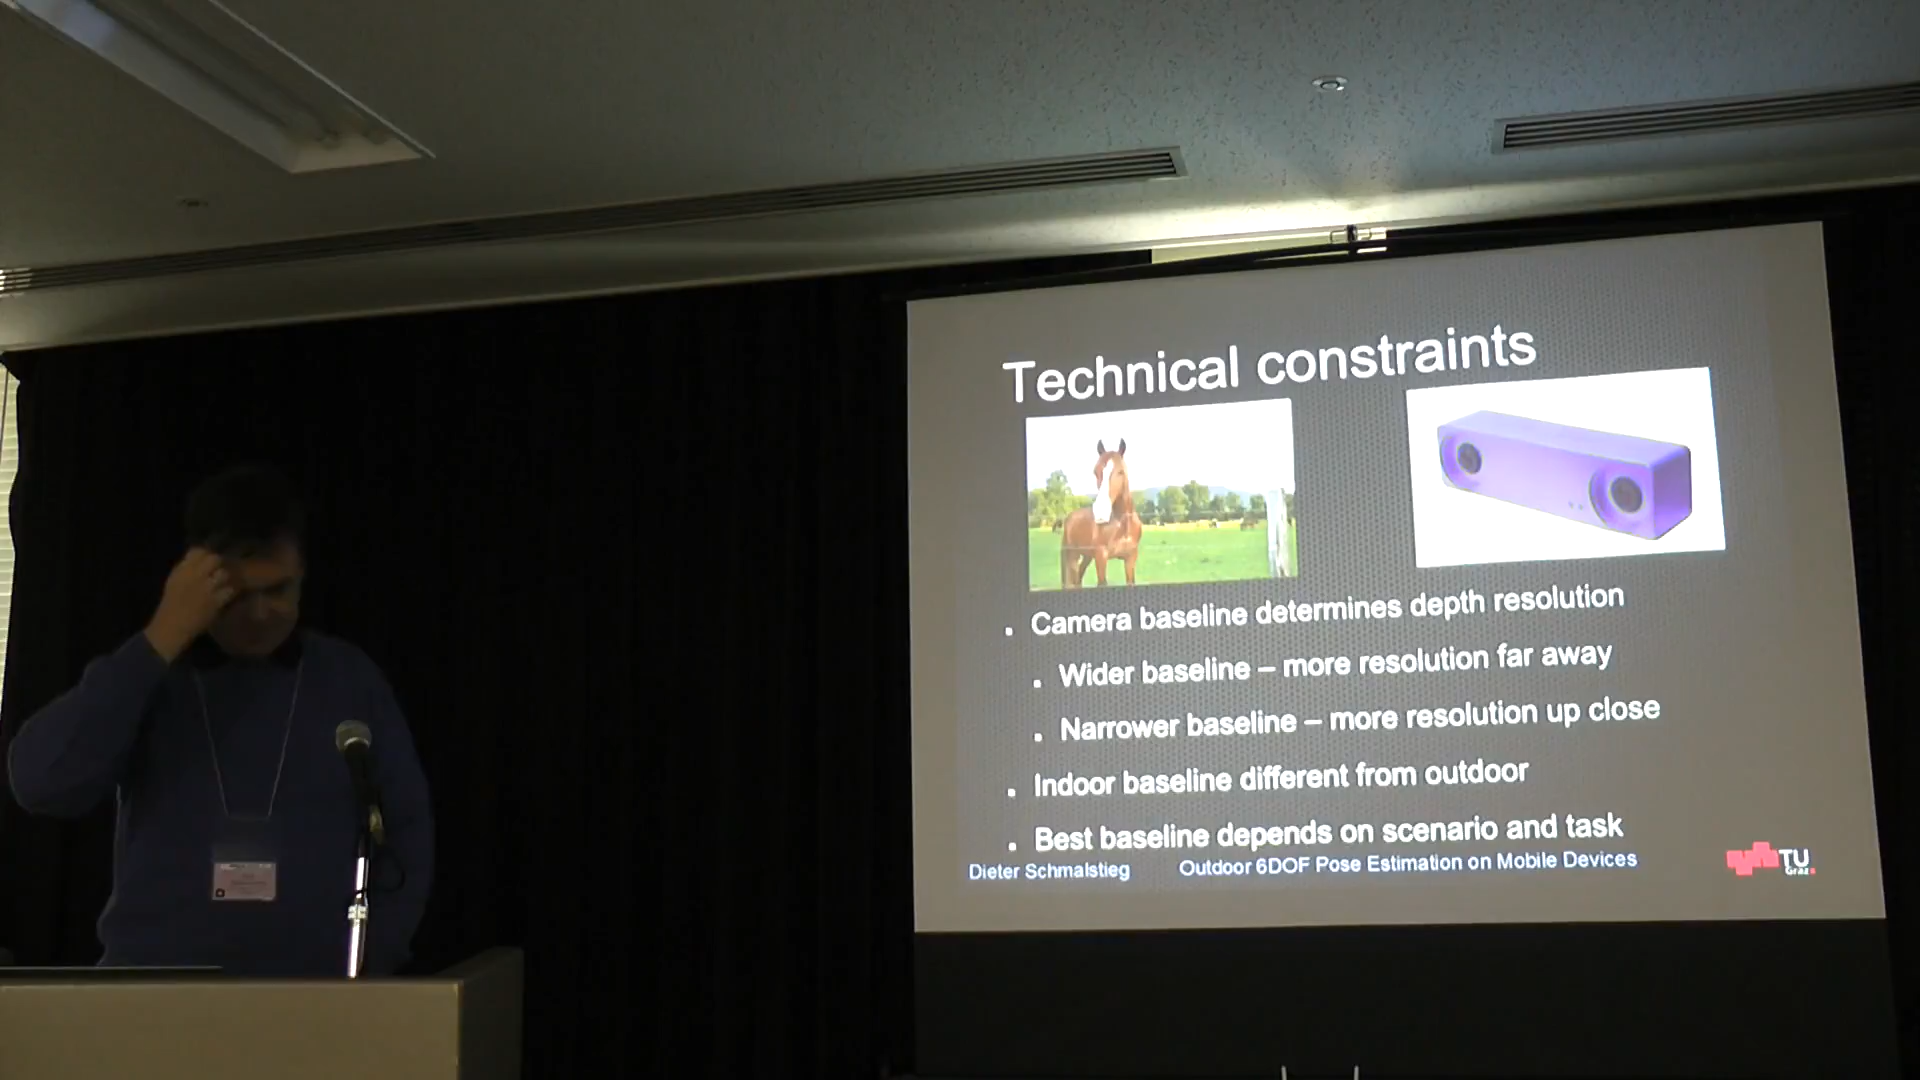 Technical constraints
Camera baseline determines depth resolution
Wider baseline – more resolution far away
Narrower baseline – more resolution up close
Indoor baseline different from outdoor
Best baseline depends on scenario and task
Dieter Schmalstieg Outdoor 6DOF Pose Estimation on Mobile Devices
TU
Graz